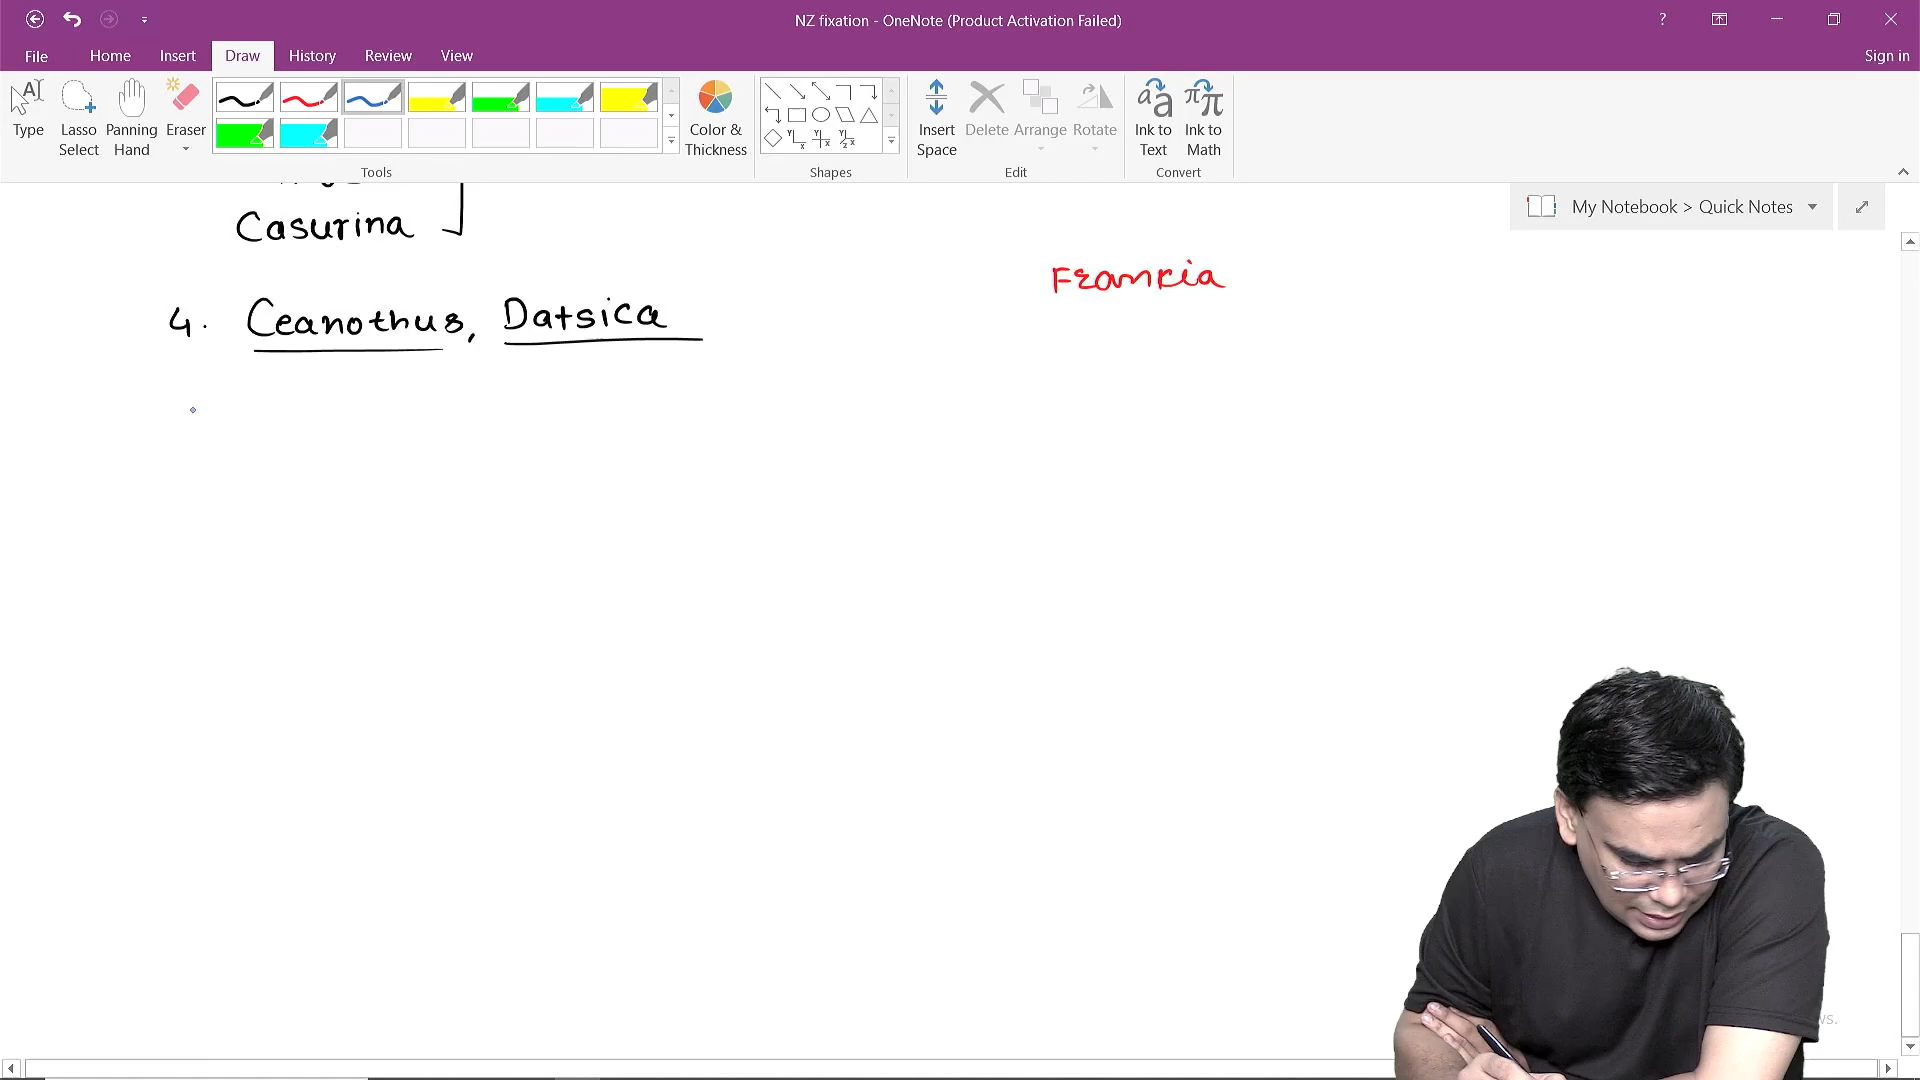 NZ fixation - OneNote (Product Activation Failed)
?
File Home Insert Draw History Review View
Sign in
Type
Lasso Select
Panning Hand
Eraser
Color & Thickness
Insert Space
Delete
Arrange
Rotate
Ink to Text
Ink to Math
Tools
Shapes
Edit
Convert
My Notebook > Quick Notes
Casurina
Frankia
4. Ceanothus, Datsica